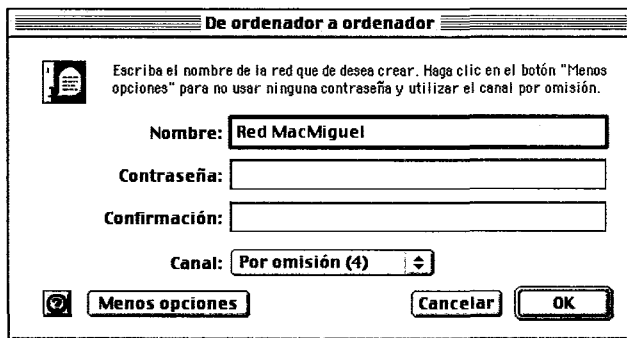 De ordenador a ordenador
Escriba el nombre de la red que de desea crear. Haga clic en el botón "Menos
opciones" para no usar ninguna contraseña y utilizar el canal por omisión.
Nombre: Red MacMiguel
Contraseña:
Confirmación:
Canal: Por omisión (4)
Menos opciones Cancelar OK